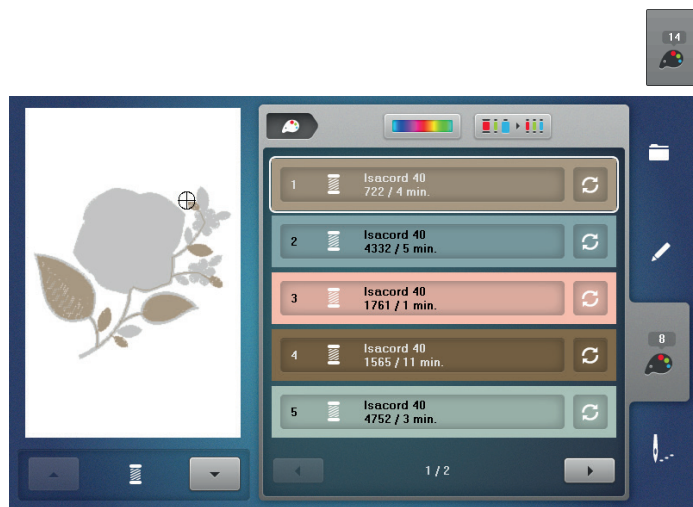 14
1
Isacord 40
722 / 4 min.
2
Isacord 40
4332 / 5 min.
3
Isacord 40
1761 / 1 min.
4
Isacord 40
1565 / 11 min.
5
Isacord 40
4752 / 3 min.
8
1 / 2